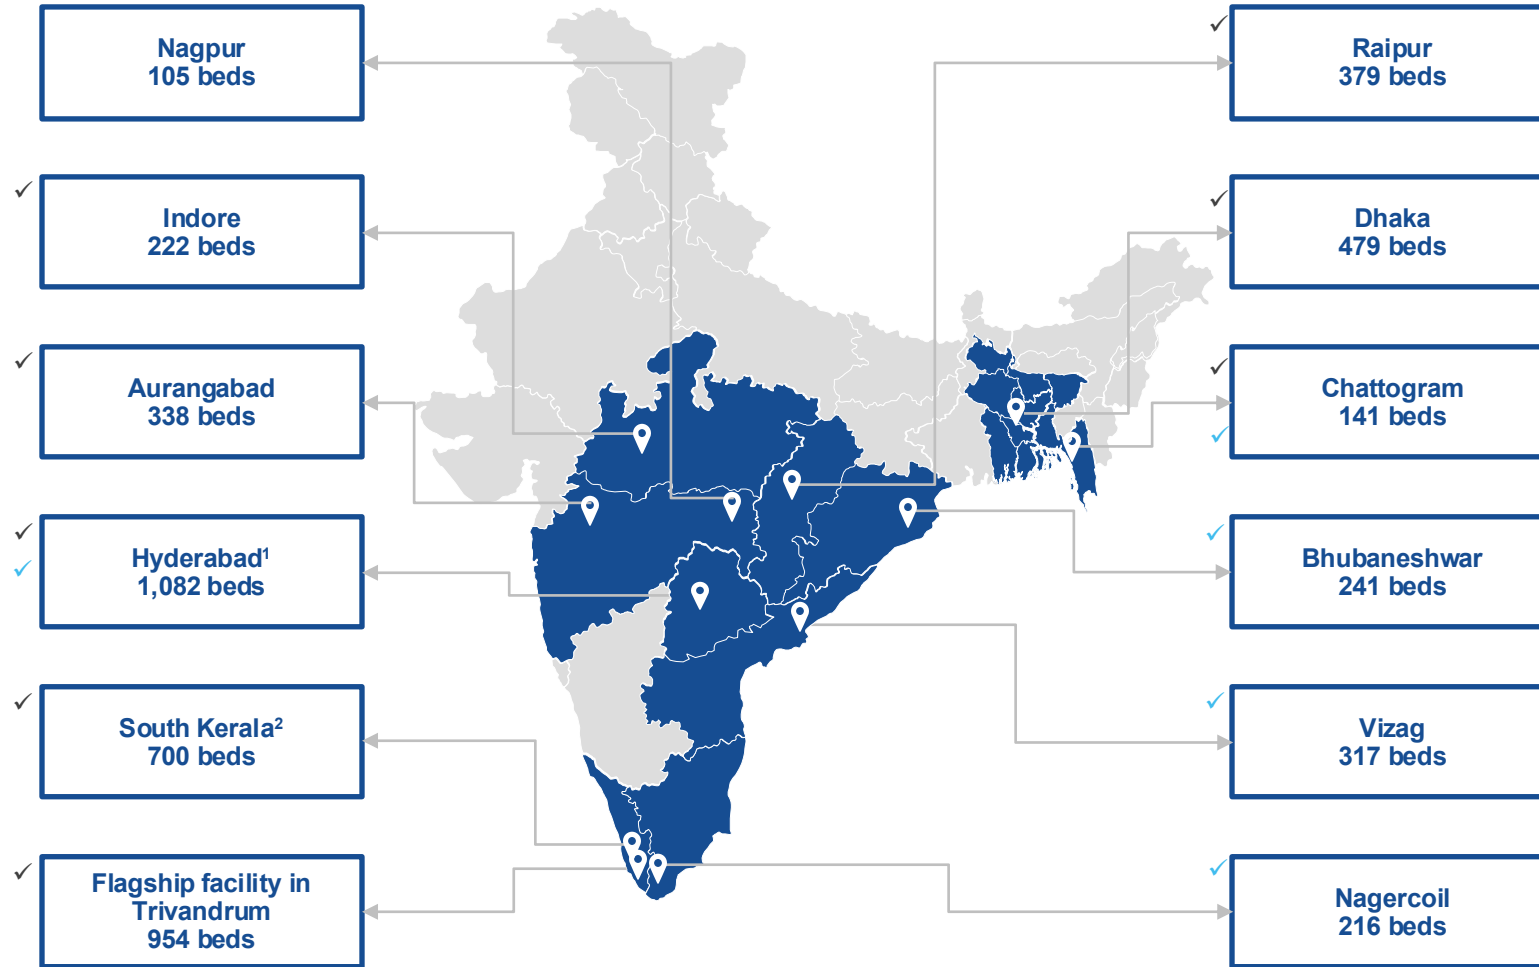 Nagpur
105 beds
Indore
222 beds
Aurangabad
338 beds
Hyderabad¹
1,082 beds
South Kerala²
700 beds
Flagship facility in
Trivandrum
954 beds
Raipur
379 beds
Dhaka
479 beds
Chattogram
141 beds
Bhubaneshwar
241 beds
Vizag
317 beds
Nagercoil
216 beds